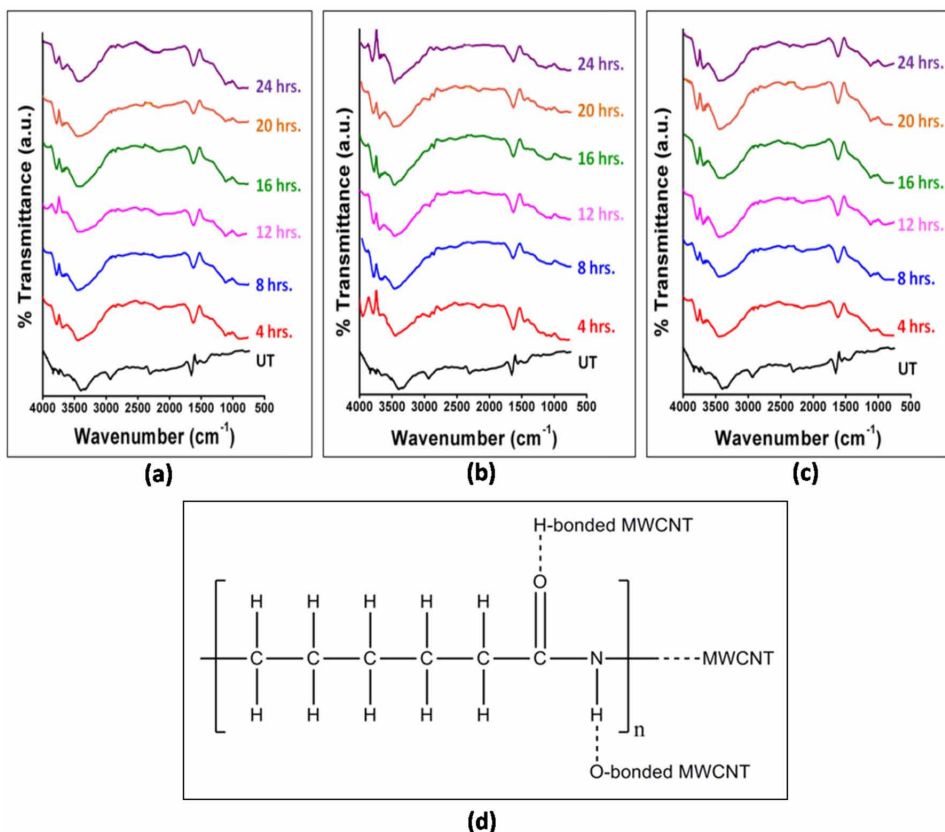 % Transmittance (a.u.)
24 hrs.
20 hrs.
16 hrs.
12 hrs.
8 hrs.
4 hrs.
UT
4000 3500 3000 2500 2000 1500 1000 500
Wavenumber (cm⁻¹)
(a)
% Transmittance (a.u.)
24 hrs.
20 hrs.
16 hrs.
12 hrs.
8 hrs.
4 hrs.
UT
4000 3500 3000 2500 2000 1500 1000 500
Wavenumber (cm⁻¹)
(b)
% Transmittance (a.u.)
24 hrs.
20 hrs.
16 hrs.
12 hrs.
8 hrs.
4 hrs.
UT
4000 3500 3000 2500 2000 1500 1000 500
Wavenumber (cm⁻¹)
(c)
H-bonded MWCNT
O
H H H H H
C C C C C C N MWCNT
H H H H H H
n
O-bonded MWCNT
(d)